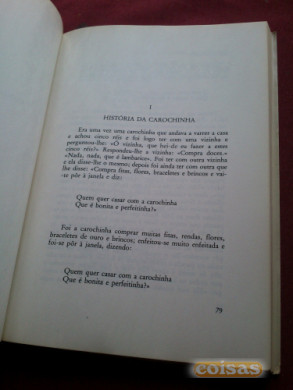 I
HISTÓRIA DA CAROCHINHA
Era uma vez uma carochinha que andava a varrer a casa
e achou cinco réis e foi logo ter com uma vizinha e
perguntou-lhe: «Ó vizinha, que hei-de eu fazer a estes
cinco réis?» Respondeu-lhe a vizinha: «Compra doces.»
«Nada, nada, que é lambarice». Foi ter com outra vizinha
e ela disse-lhe o mesmo; depois foi ainda ter com outra que
lhe disse: «Compra fitas, flores, braceletes e brincos e vai-
-te pôr à janela e diz:
Quem quer casar com a carochinha
Que é bonita e perfeitinha?»
Foi a carochinha comprar muitas fitas, rendas, flores,
braceletes de ouro e brincos; enfeitou-se muito enfeitada e
foi-se pôr à janela, dizendo:
Quem quer casar com a carochinha
Que é bonita e perfeitinha?»
79
coisas